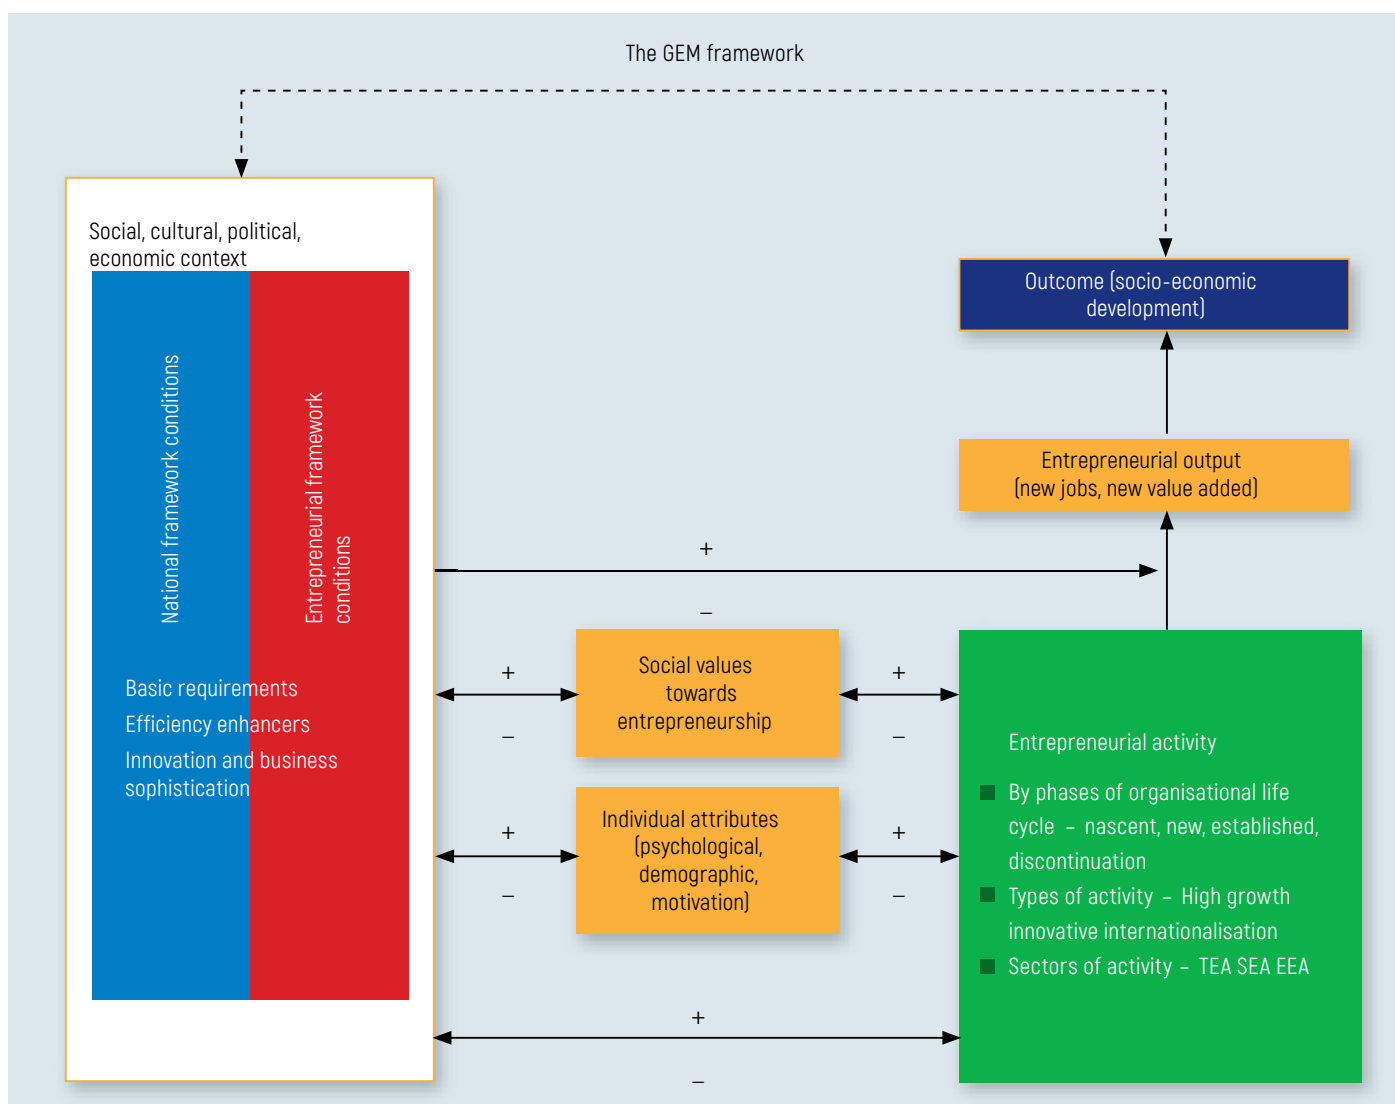 The GEM framework
Social, cultural, political,
economic context
National framework conditions
Entrepreneurial framework
conditions
Basic requirements
Efficiency enhancers
Innovation and business
sophistication
Outcome (socio-economic
development)
Entrepreneurial output
(new jobs, new value added)
+
–
+
–
Social values
towards
entrepreneurship
+
–
+
–
Individual attributes
(psychological,
demographic,
motivation)
+
–
Entrepreneurial activity
By phases of organisational life
cycle – nascent, new, established,
discontinuation
Types of activity – High growth
innovative internationalisation
Sectors of activity – TEA SEA EEA
+
–